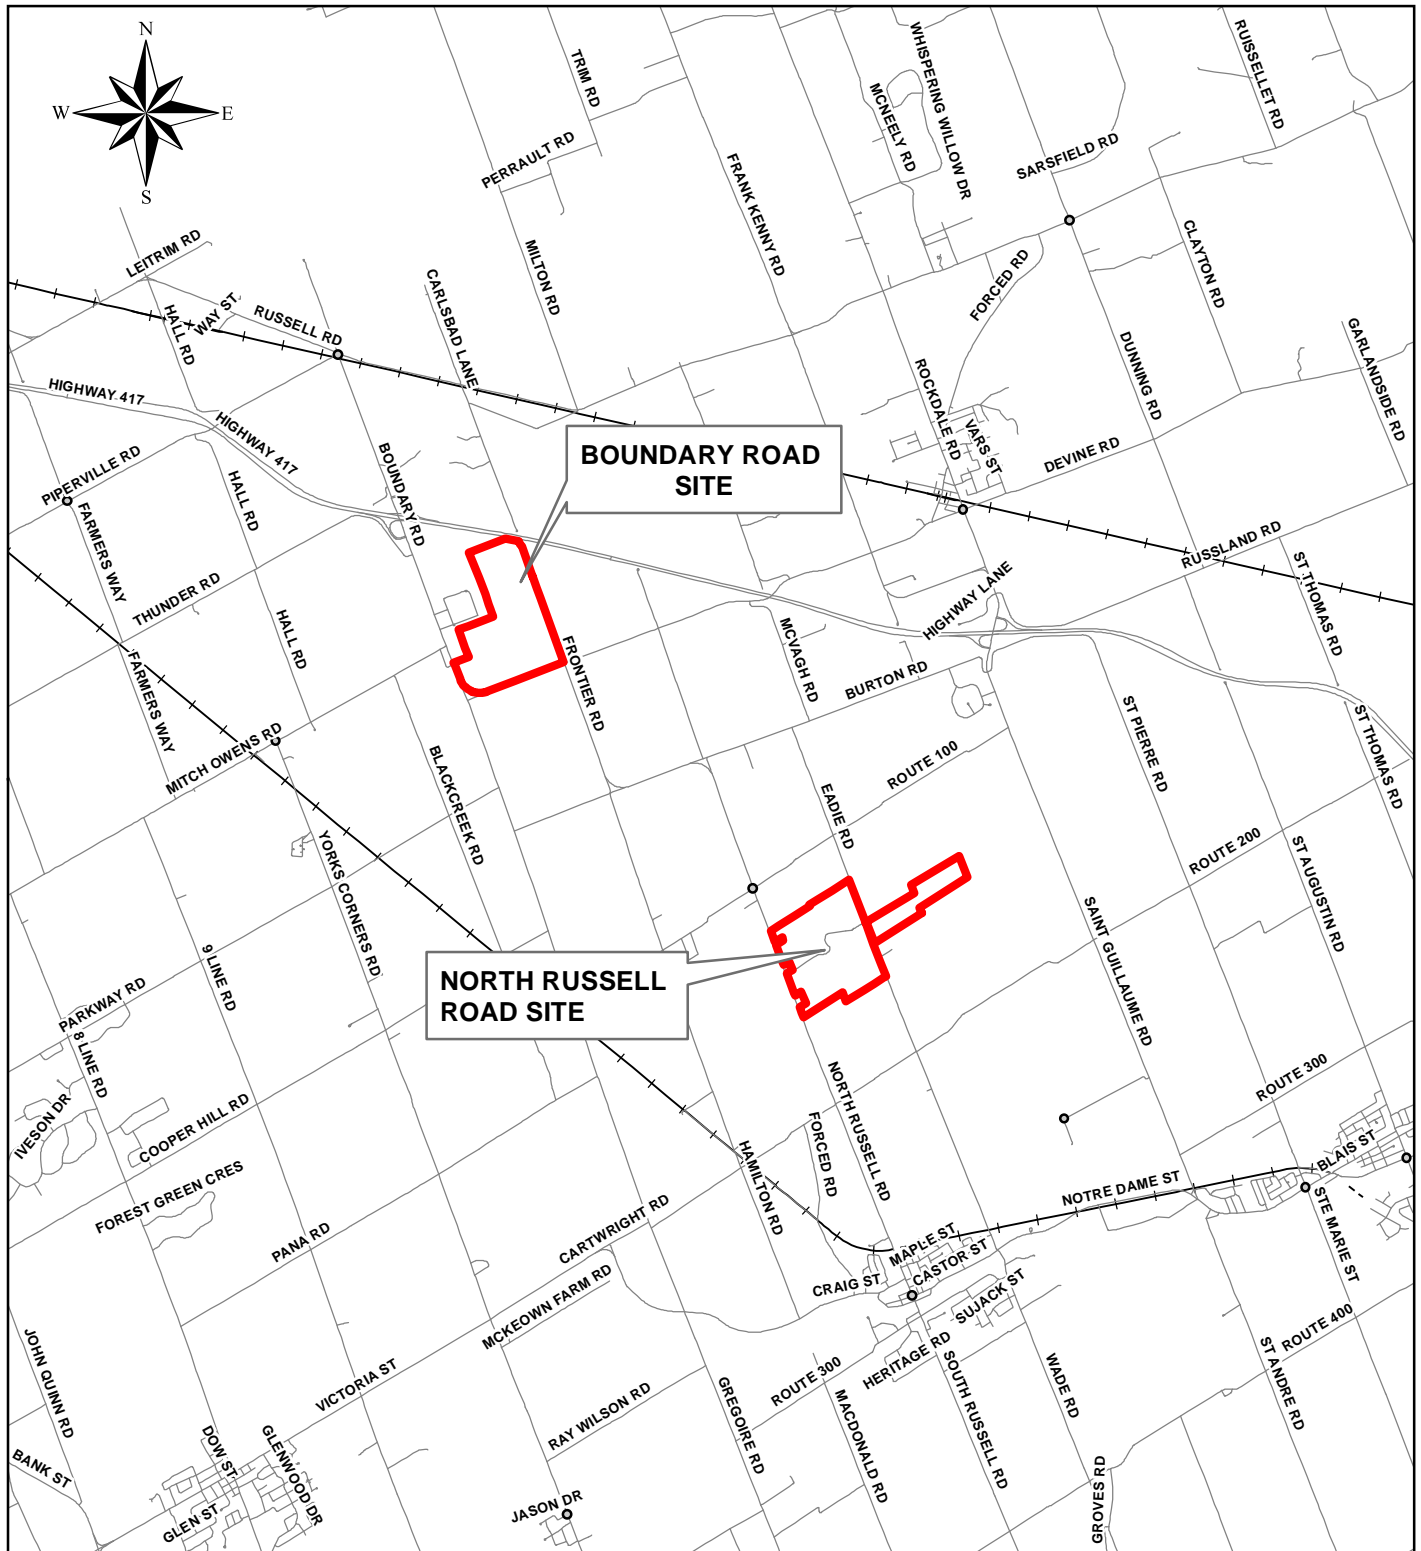 N
W
E
S
TRIM RD
WHISPERING WILLOW DR
MCNEELY RD
RUISSELLET RD
PERRAULT RD
FRANK KENNY RD
SARSFIELD RD
LEITRIM RD
MILTON RD
CLAYTON RD
FORCED RD
CARLSBAD LANE
HALL RD
WAY ST
RUSSELL RD
DUNNING RD
GARLANDSIDE RD
ROCKDALE RD
HIGHWAY 417
HIGHWAY 417
VARS ST
DEVINE RD
BOUNDARY RD
BOUNDARY ROAD
SITE
PIPERVILLE RD
HALL RD
FARMERS WAY
RUSSLAND RD
ST THOMAS RD
HIGHWAY LANE
THUNDER RD
HALL RD
MCVAGH RD
FRONTIER RD
FARMERS WAY
BURTON RD
ST PIERRE RD
ST THOMAS RD
MITCH OWENS RD
BLACKCREEK RD
ROUTE 100
EADIE RD
YORKS CORNERS RD
ROUTE 200
ST AUGUSTIN RD
SAINT GUILLAUME RD
9 LINE RD
NORTH RUSSELL
ROAD SITE
PARKWAY RD
8 LINE RD
IVESON DR
COOPER HILL RD
NORTH RUSSELL RD
FORCED RD
HAMILTON RD
ROUTE 300
BLAIS ST
NOTRE DAME ST
STE MARIE ST
FOREST GREEN CRES
PANA RD
CARTWRIGHT RD
MAPLE ST
CASTOR ST
CRAIG ST
SUJACK ST
MCKEOWN FARM RD
ROUTE 400
HERITAGE RD
JOHN QUINN RD
VICTORIA ST
ROUTE 300
SOUTH RUSSELL RD
WADE RD
ST ANDRE RD
GREGOIRE RD
MACDONALD RD
RAY WILSON RD
DOW ST
GLENWOOD DR
BANK ST
GLEN ST
JASON DR
GROVES RD